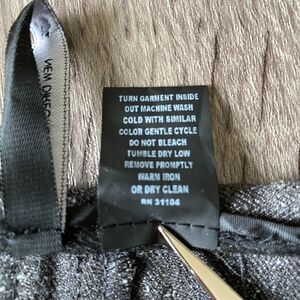 TURN GARMENT INSIDE
OUT MACHINE WASH
COLD WITH SIMILAR
COLOR GENTLE CYCLE
DO NOT BLEACH
TUMBLE DRY LOW
REMOVE PROMPTLY
WARM IRON
OR DRY CLEAN
RN 31104